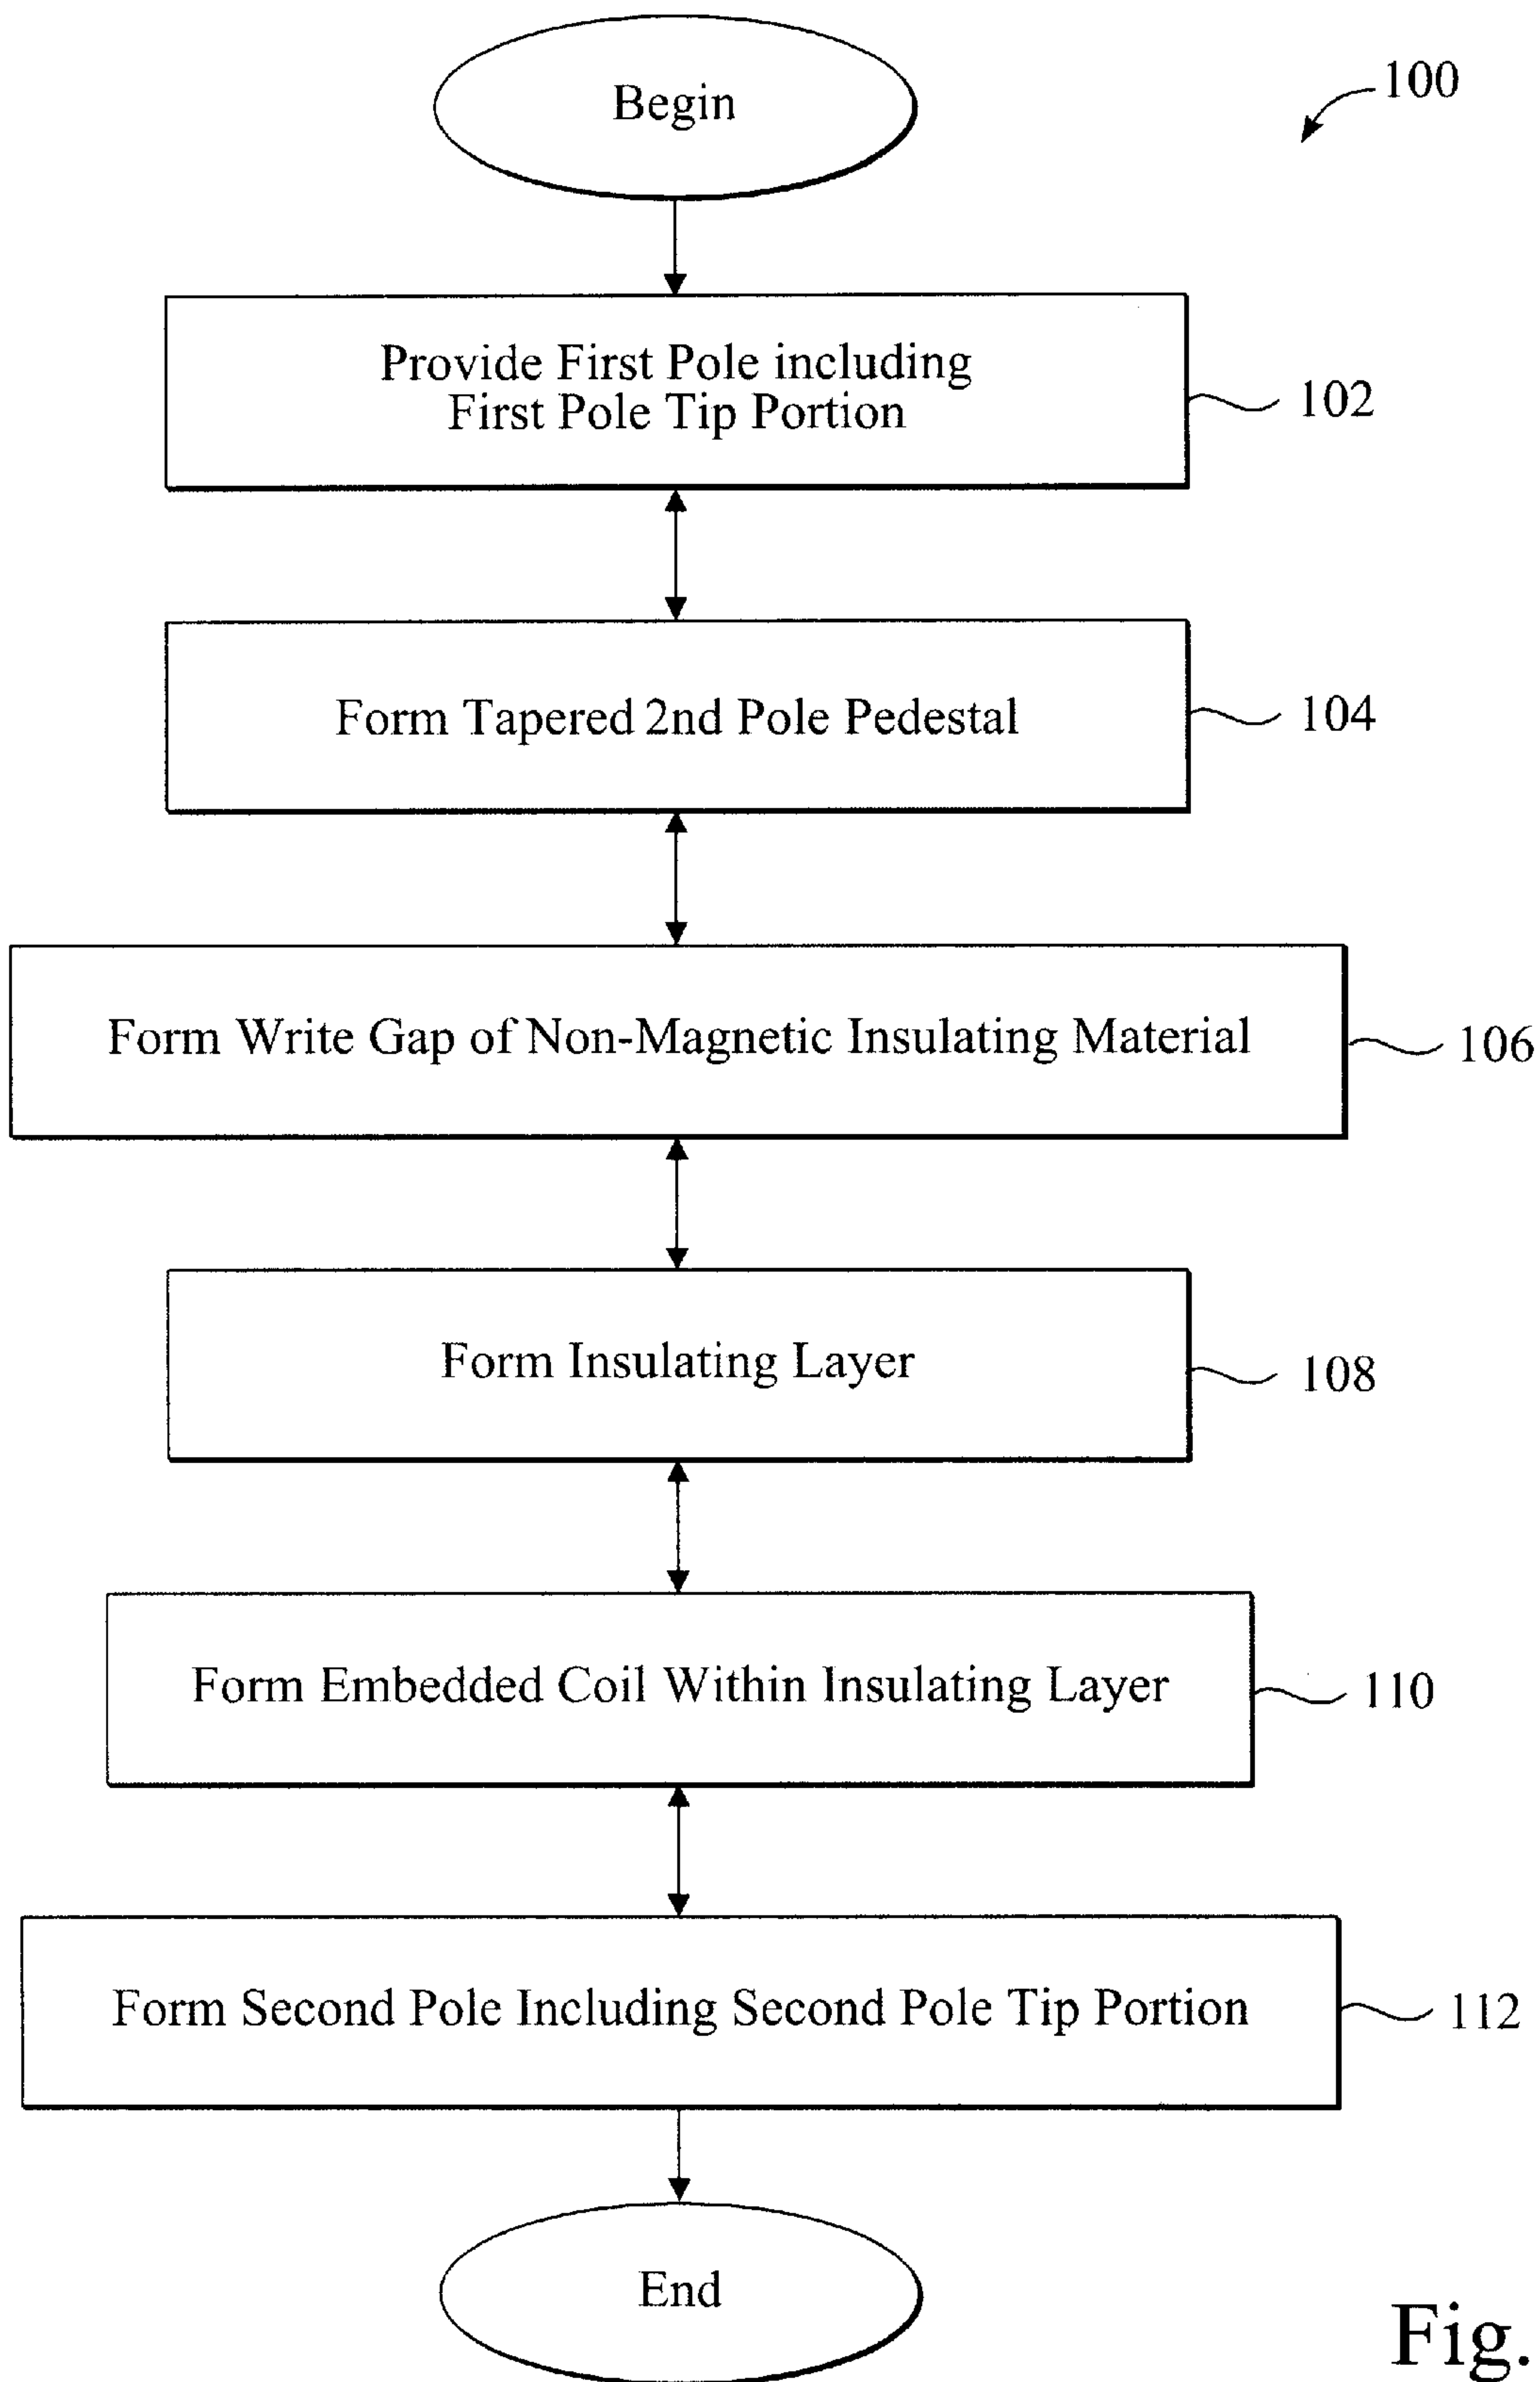 Begin
100
Provide First Pole including
First Pole Tip Portion
102
Form Tapered 2nd Pole Pedestal
104
Form Write Gap of Non-Magnetic Insulating Material
106
Form Insulating Layer
108
Form Embedded Coil Within Insulating Layer
110
Form Second Pole Including Second Pole Tip Portion
112
End
Fig.